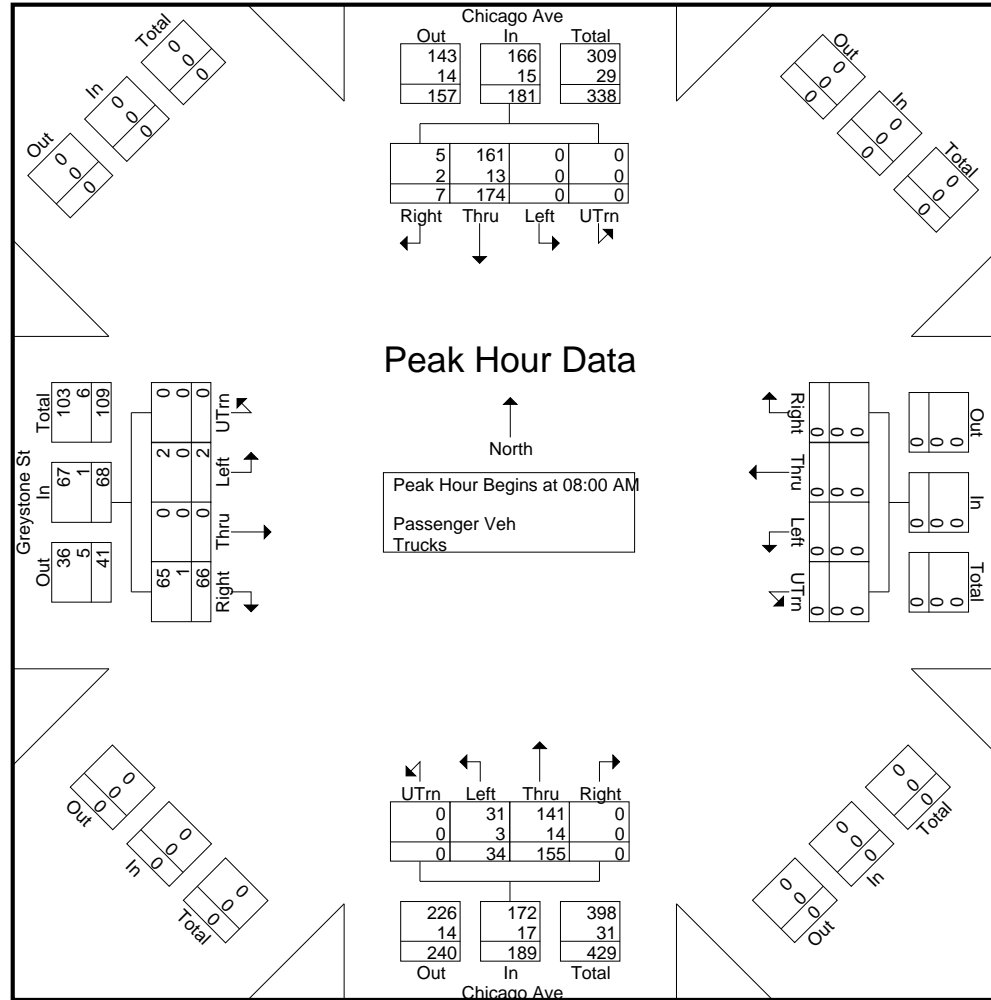 Chicago Ave
Out In Total
143 166 309
14 15 29
157 181 338
5 161 0 0
2 13 0 0
7 174 0 0
Right Thru Left UTrn
Total
0 0 0
In
0 0 0
Out
0 0 0
Out
0 0 0
In
0 0 0
Total
0 0 0
Peak Hour Data
North
Peak Hour Begins at 08:00 AM
Passenger Veh
Trucks
Greystone St
Out In Total
36 67 103
5 1 6
41 68 109
Right Thru Left UTrn
65 0 2 0
1 0 0 0
66 0 2 0
Right Thru Left UTrn
0 0 0 0
0 0 0 0
0 0 0 0
Out In Total
0 0 0
0 0 0
0 0 0
Out
0 0 0
In
0 0 0
Total
0 0 0
Total
0 0 0
In
0 0 0
Out
0 0 0
UTrn Left Thru Right
0 31 141 0
0 3 14 0
0 34 155 0
226 172 398
14 17 31
240 189 429
Out In Total
Chicago Ave